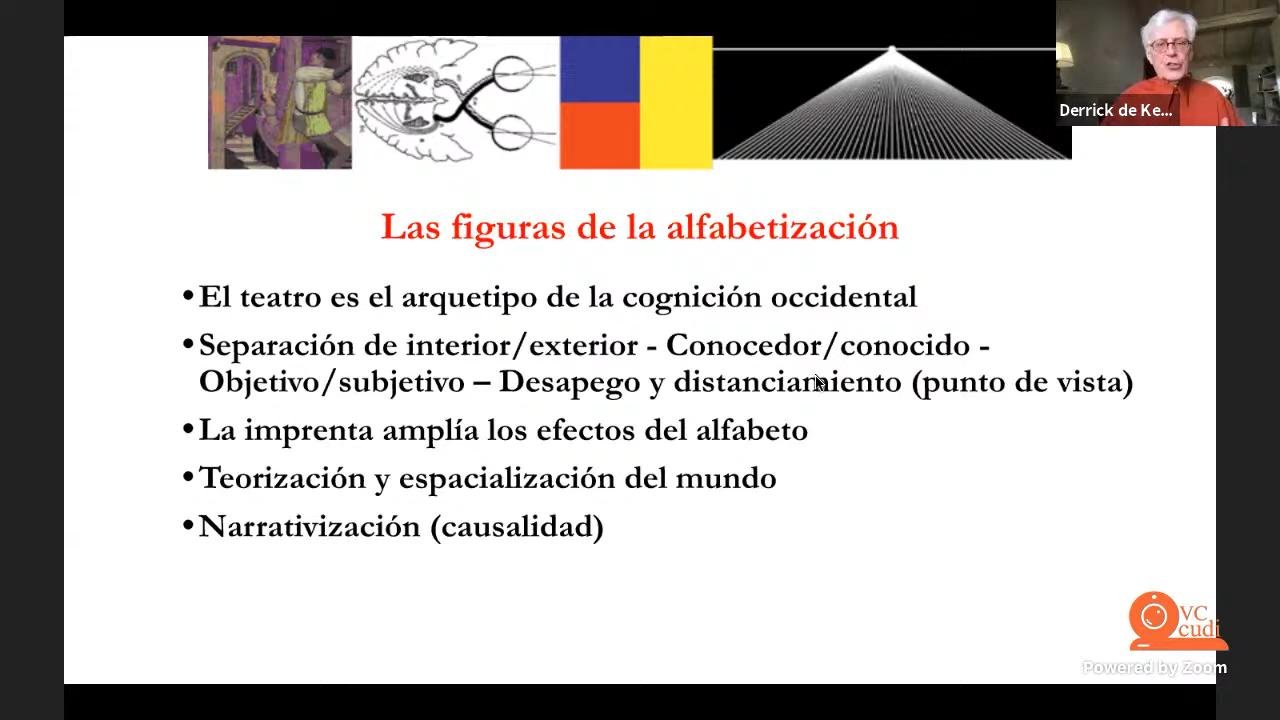 Derrick de Ke...
Las figuras de la alfabetización
•El teatro es el arquetipo de la cognición occidental
•Separación de interior/exterior - Conocedor/conocido -
Objetivo/subjetivo – Desapego y distanciamiento (punto de vista)
•La imprenta amplía los efectos del alfabeto
•Teorización y espacialización del mundo
•Narrativización (causalidad)
VC
cudi
Powered by Zoom